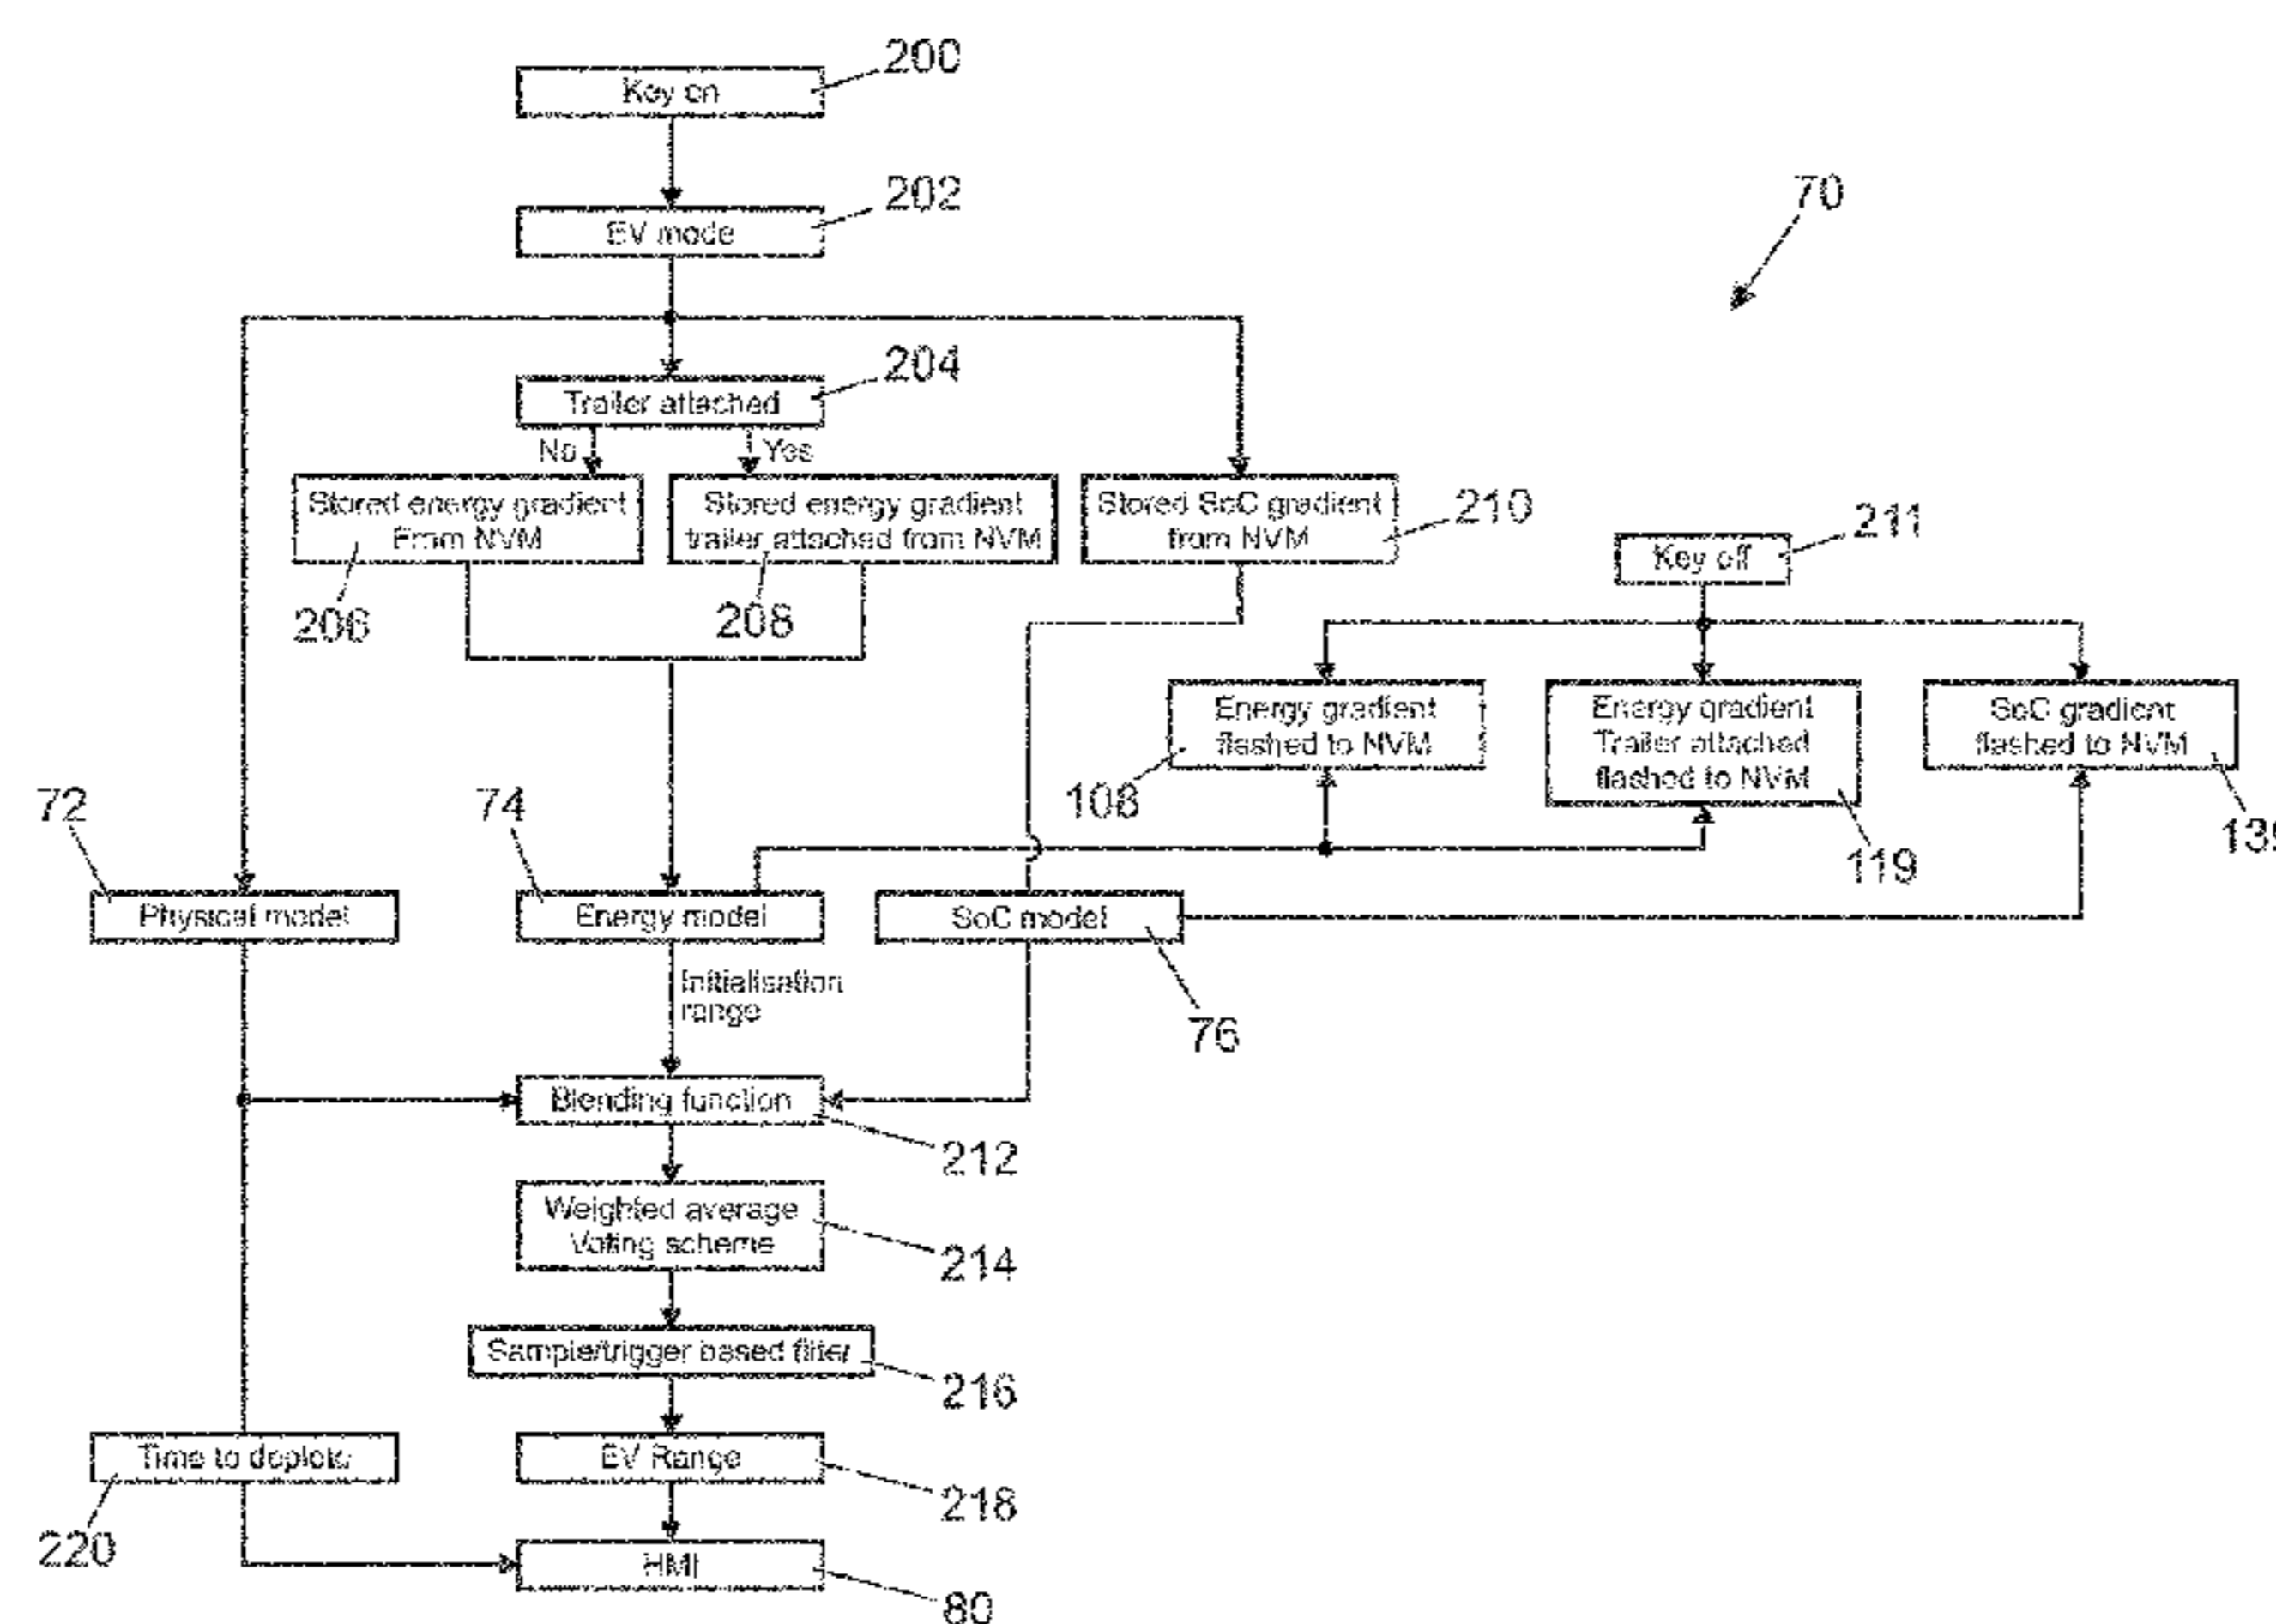 200
Key on
202
EV mode
70
204
Trailer attached
No
Yes
Stored energy gradient
From NVM
Stored energy gradient
trailer attached from NVM
Stored SoC gradient
from NVM
210
211
Key off
206
208
Energy gradient
flashed to NVM
Energy gradient
Trailer attached
flashed to NVM
SoC gradient
flashed to NVM
72
74
108
119
139
Physical model
Energy model
SoC model
Initialisation
range
76
Blending function
212
Weighted average
Voting scheme
214
Sample/trigger based filter
216
Time to deplete
EV Range
218
220
HMI
80